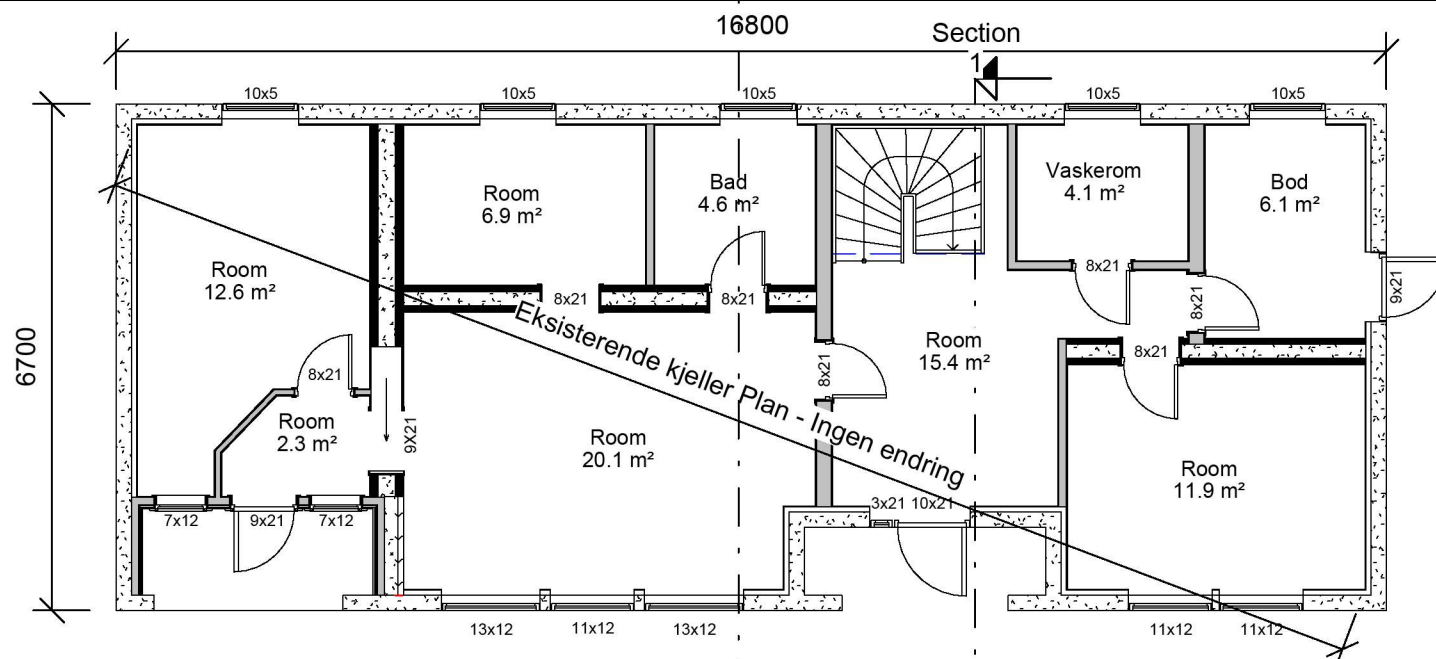 16800
Section
1
10x5
10x5
10x5
10x5
10x5
6700
Room
12.6 m²
Room
6.9 m²
Bad
4.6 m²
Vaskerom
4.1 m²
Bod
6.1 m²
8x21
8x21
8x21
8x21
9x21
Eksisterende kjeller Plan - Ingen endring
Room
15.4 m²
8x21
8x21
8x21
Room
2.3 m²
9X21
Room
20.1 m²
Room
11.9 m²
7x12
9x21
7x12
3x21
10x21
13x12
11x12
13x12
11x12
11x12